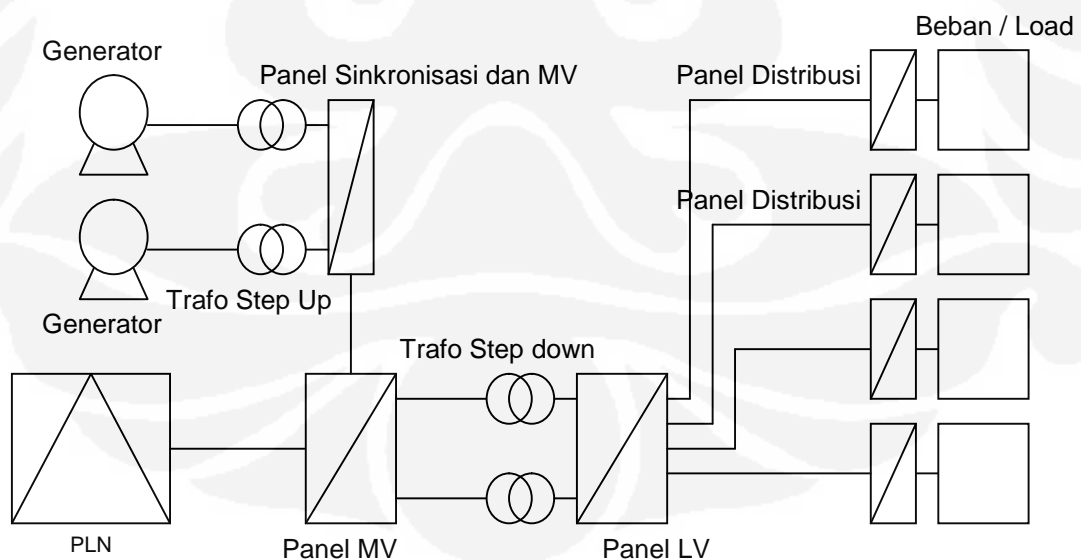 Beban / Load
Generator
Panel Sinkronisasi dan MV
Panel Distribusi
Panel Distribusi
Trafo Step Up
Generator
Trafo Step down
PLN
Panel MV
Panel LV